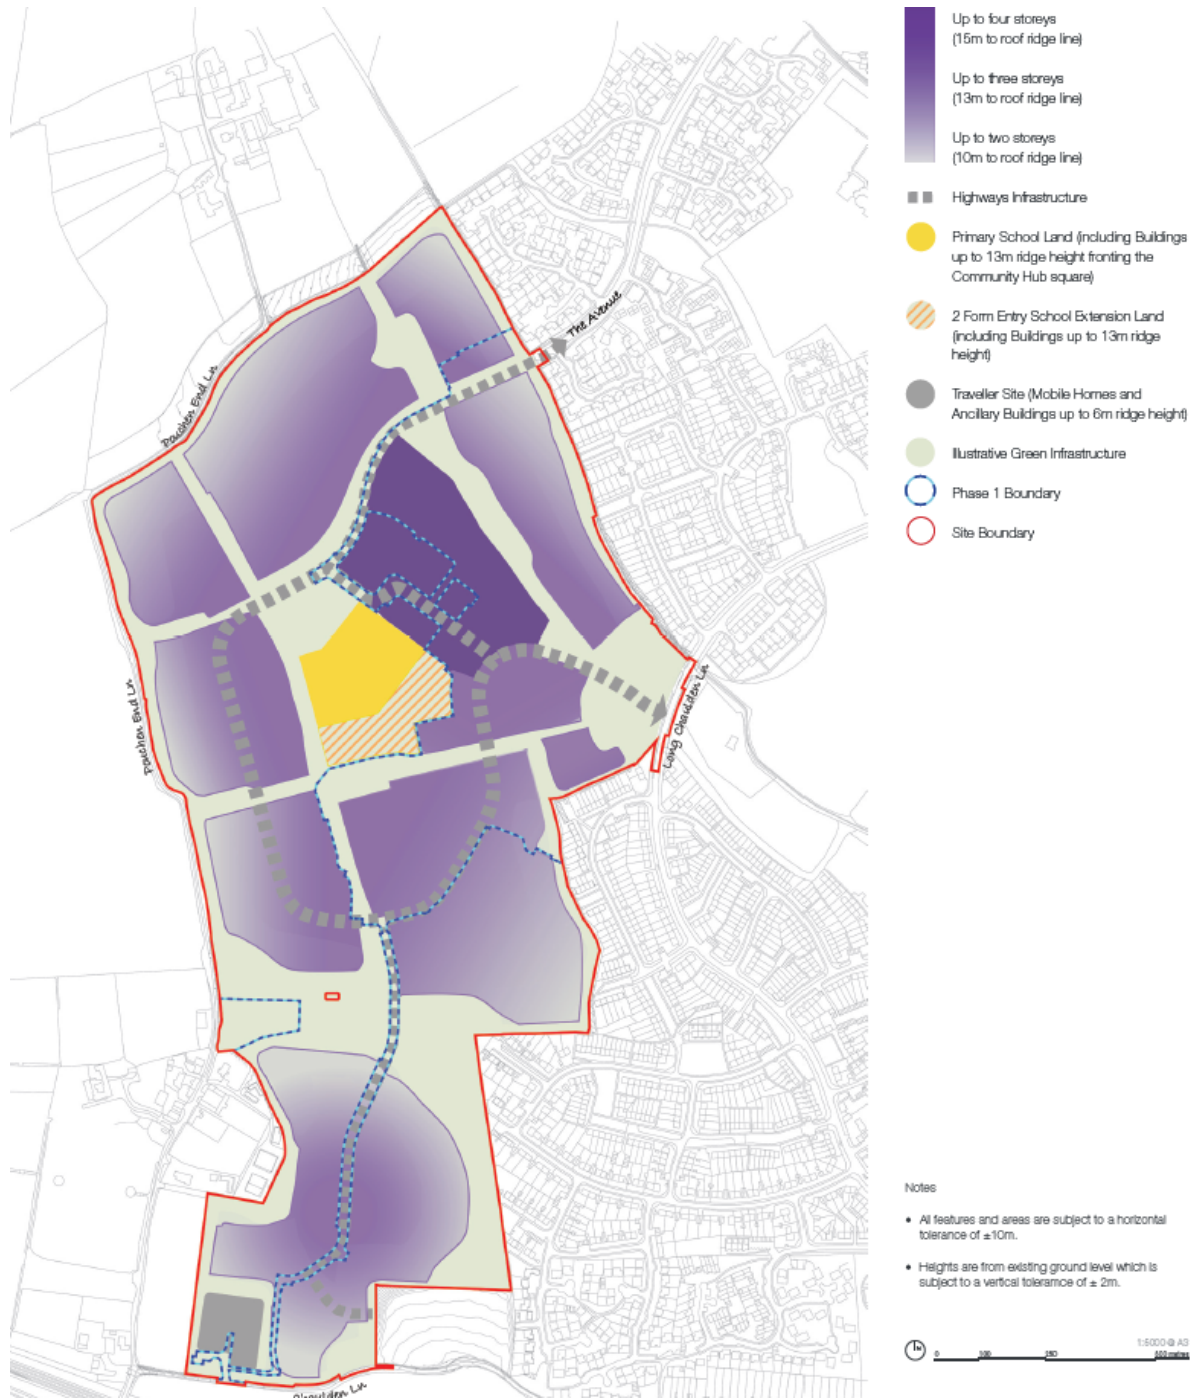 Up to four storeys
(15m to roof ridge line)
Up to three storeys
(13m to roof ridge line)
Up to two storeys
(10m to roof ridge line)
Highways Infrastructure
Primary School Land (including Buildings
up to 13m ridge height fronting the
Community Hub square)
2 Form Entry School Extension Land
(including Buildings up to 13m ridge
height)
Traveller Site (Mobile Homes and
Ancillary Buildings up to 6m ridge height)
Illustrative Green Infrastructure
Phase 1 Boundary
Site Boundary
The Avenue
Pouchen End Ln
Pouchen End Ln
Long Chaulden Ln
Chaulden Ln
Notes
• All features and areas are subject to a horizontal
tolerance of ±10m.
• Heights are from existing ground level which is
subject to a vertical toleramce of ± 2m.
N
1:5000 @ A3
0 100 250 500 metres